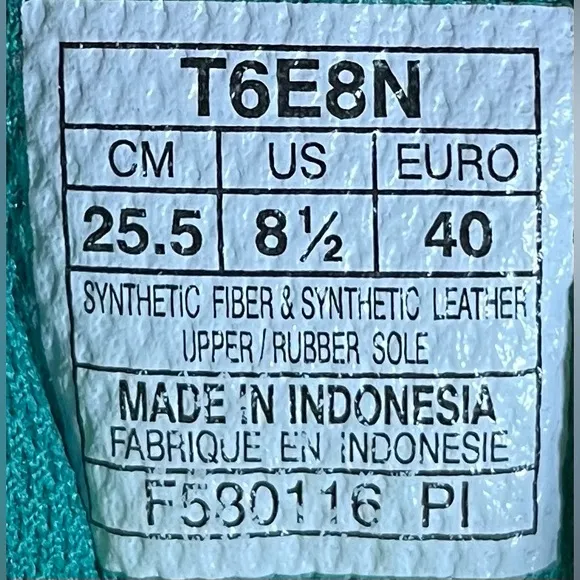 T6E8N
CM US EURO
25.5 8½ 40
SYNTHETIC FIBER & SYNTHETIC LEATHER
UPPER / RUBBER SOLE
MADE IN INDONESIA
FABRIQUE EN INDONESIE
F580116 PI